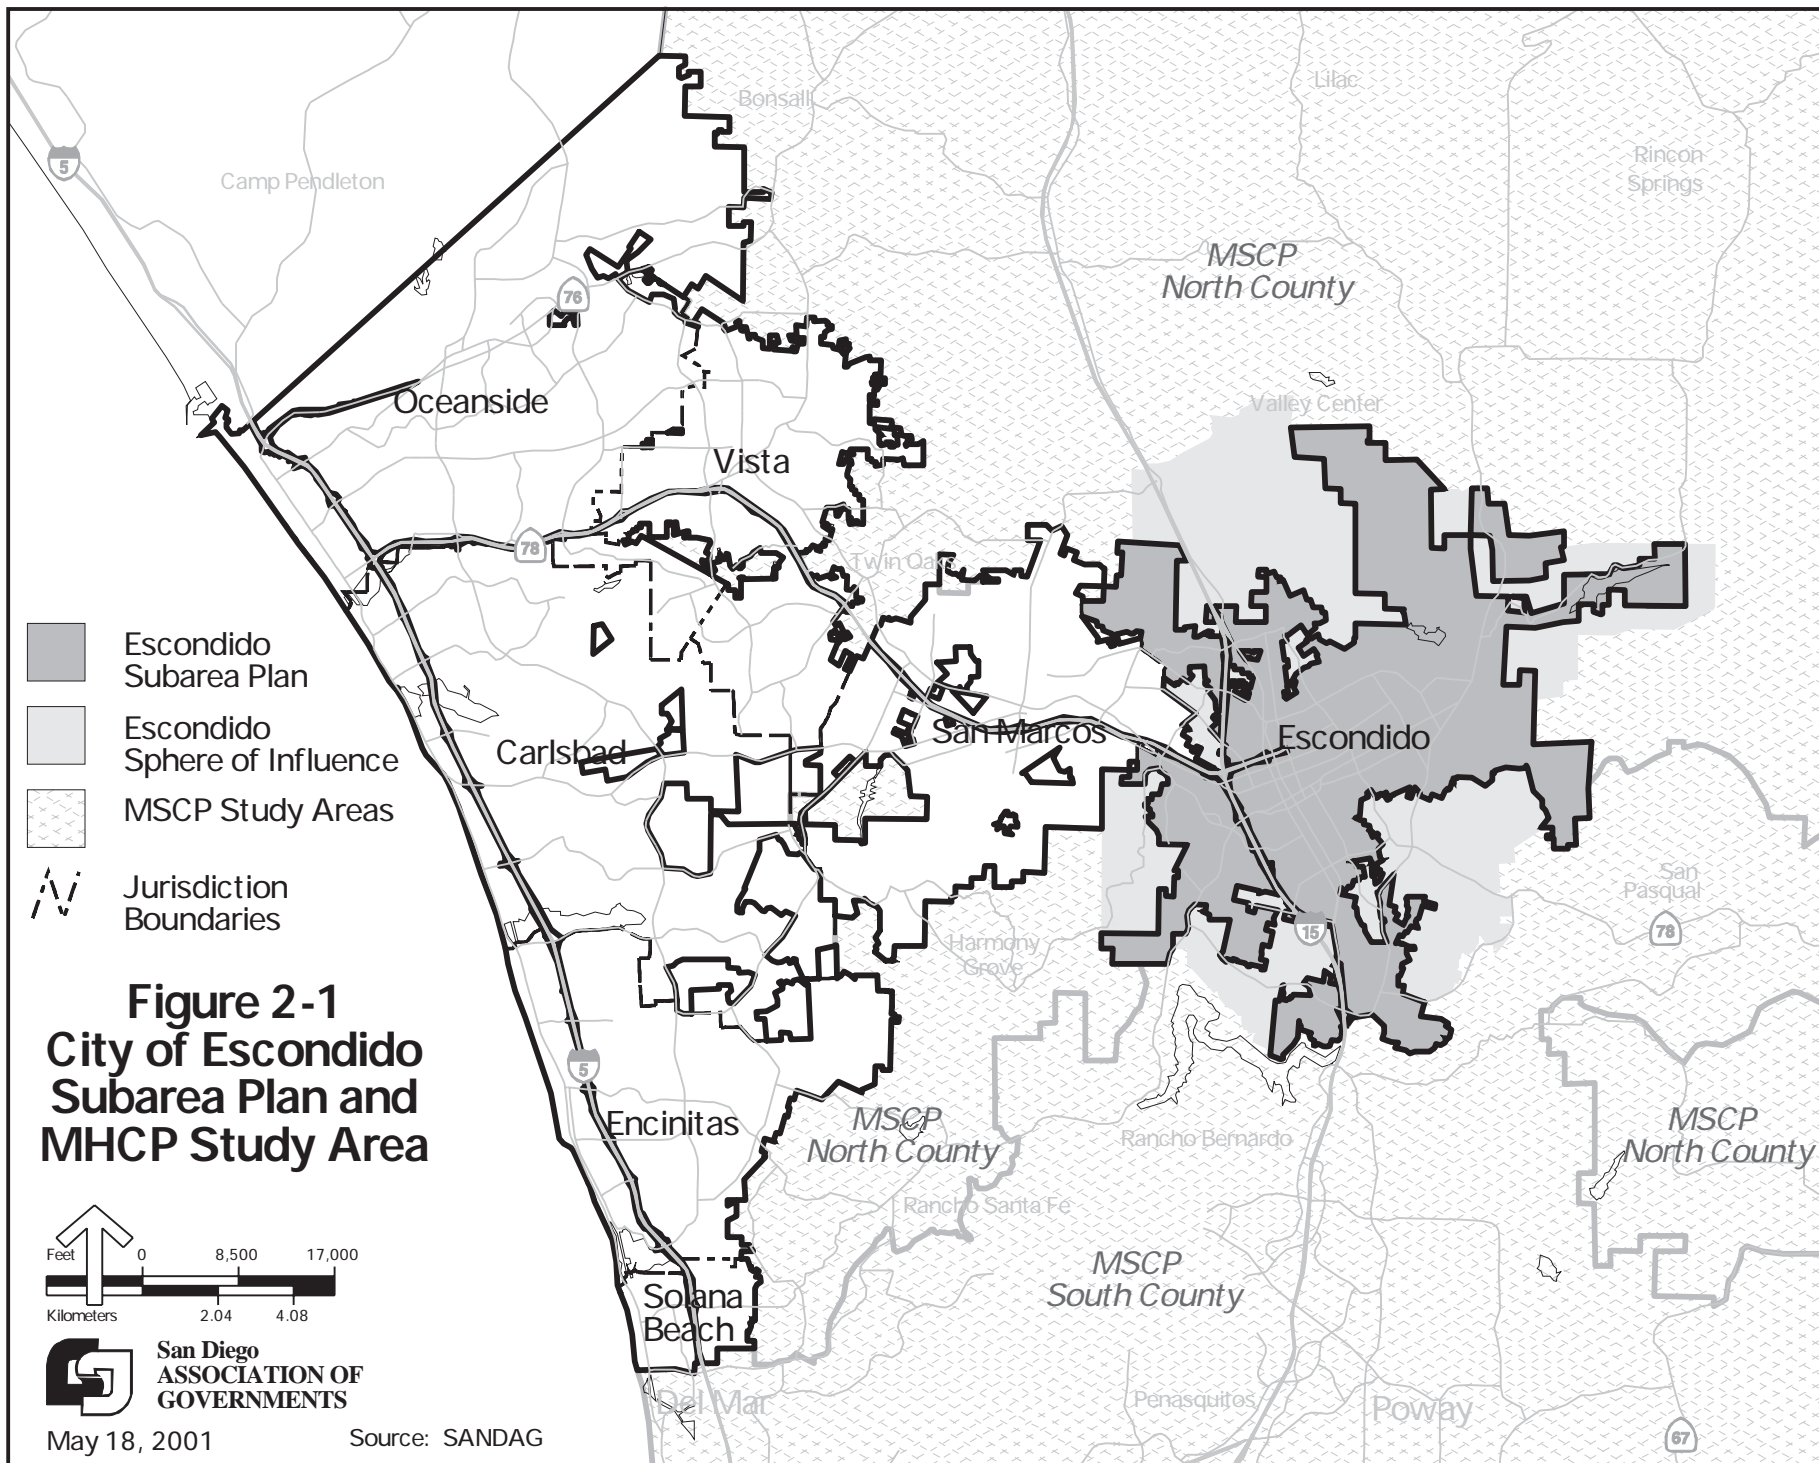 Bonsall
Lilac
5
Camp Pendleton
Rincon
Springs
MSCP
North County
76
Oceanside
Valley Center
Vista
78
Twin Oaks
Escondido
Subarea Plan
Escondido
Sphere of Influence
MSCP Study Areas
Jurisdiction
Boundaries
Carlsbad
San Marcos
Escondido
San
Pasqual
78
15
Harmony
Grove
Figure 2-1
City of Escondido
Subarea Plan and
MHCP Study Area
5
Encinitas
MSCP
North County
Rancho Bernardo
MSCP
North County
Rancho Santa Fe
MSCP
South County
Feet 0 8,500 17,000
Kilometers 2.04 4.08
Solana
Beach
San Diego
ASSOCIATION OF
GOVERNMENTS
Del Mar
Penasquitos
Poway
67
May 18, 2001 Source: SANDAG